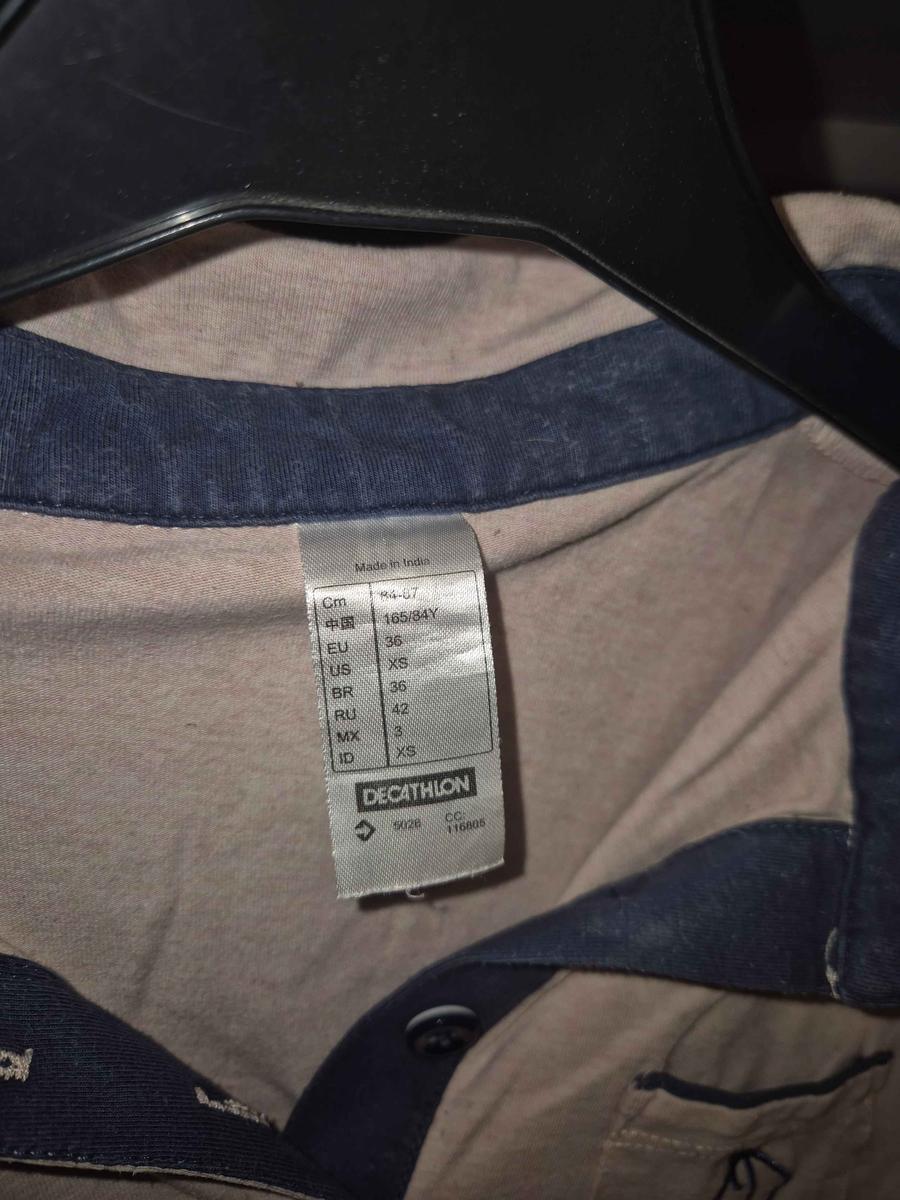 Made in India
Cm 84-87
中国 165/84Y
EU 36
US XS
BR 36
RU 42
MX 3
ID XS
DECATHLON
5026 CC.
116805